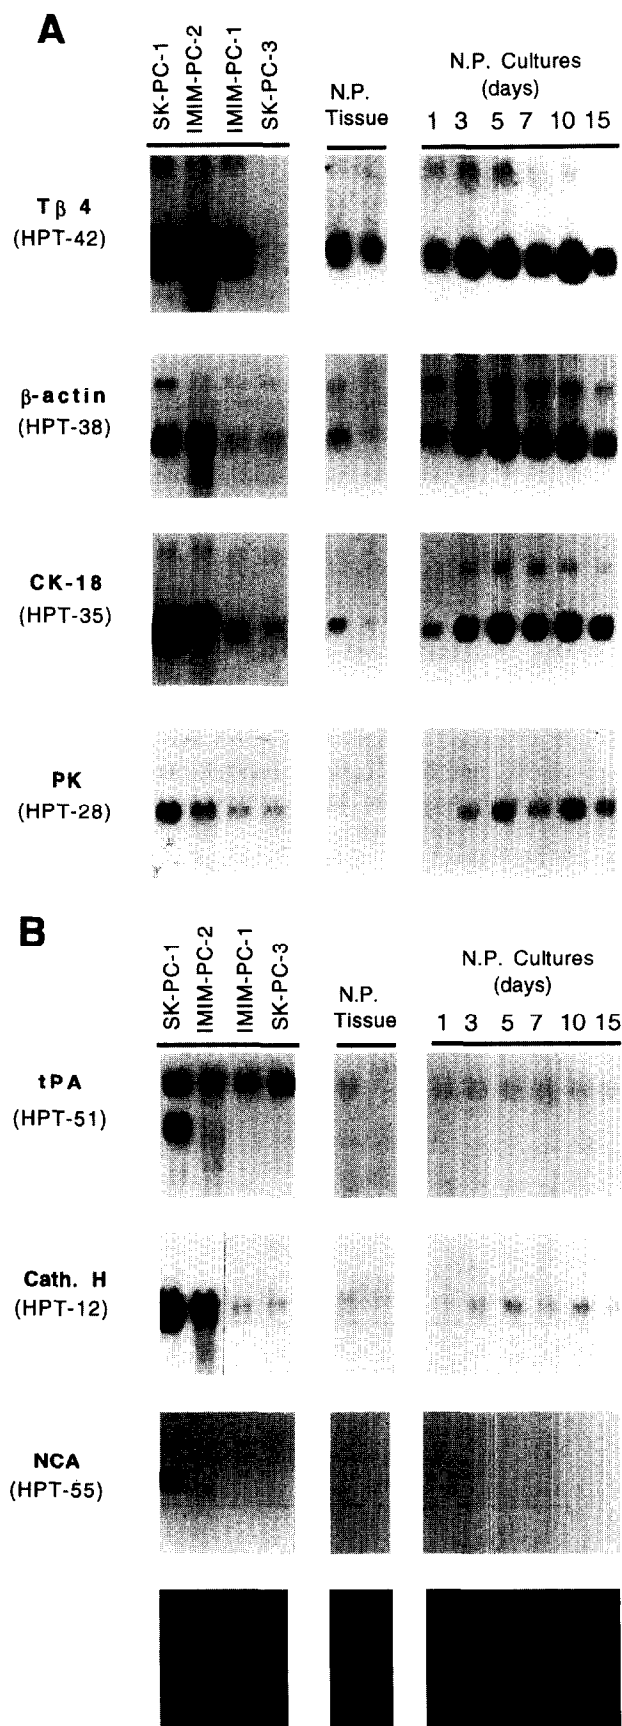 A
SK-PC-1
IMIM-PC-2
IMIM-PC-1
SK-PC-3
N.P.
Tissue
N.P. Cultures
(days)
1 3 5 7 10 15
Tβ 4
(HPT-42)
β-actin
(HPT-38)
CK-18
(HPT-35)
PK
(HPT-28)
B
SK-PC-1
IMIM-PC-2
IMIM-PC-1
SK-PC-3
N.P.
Tissue
N.P. Cultures
(days)
1 3 5 7 10 15
tPA
(HPT-51)
Cath. H
(HPT-12)
NCA
(HPT-55)